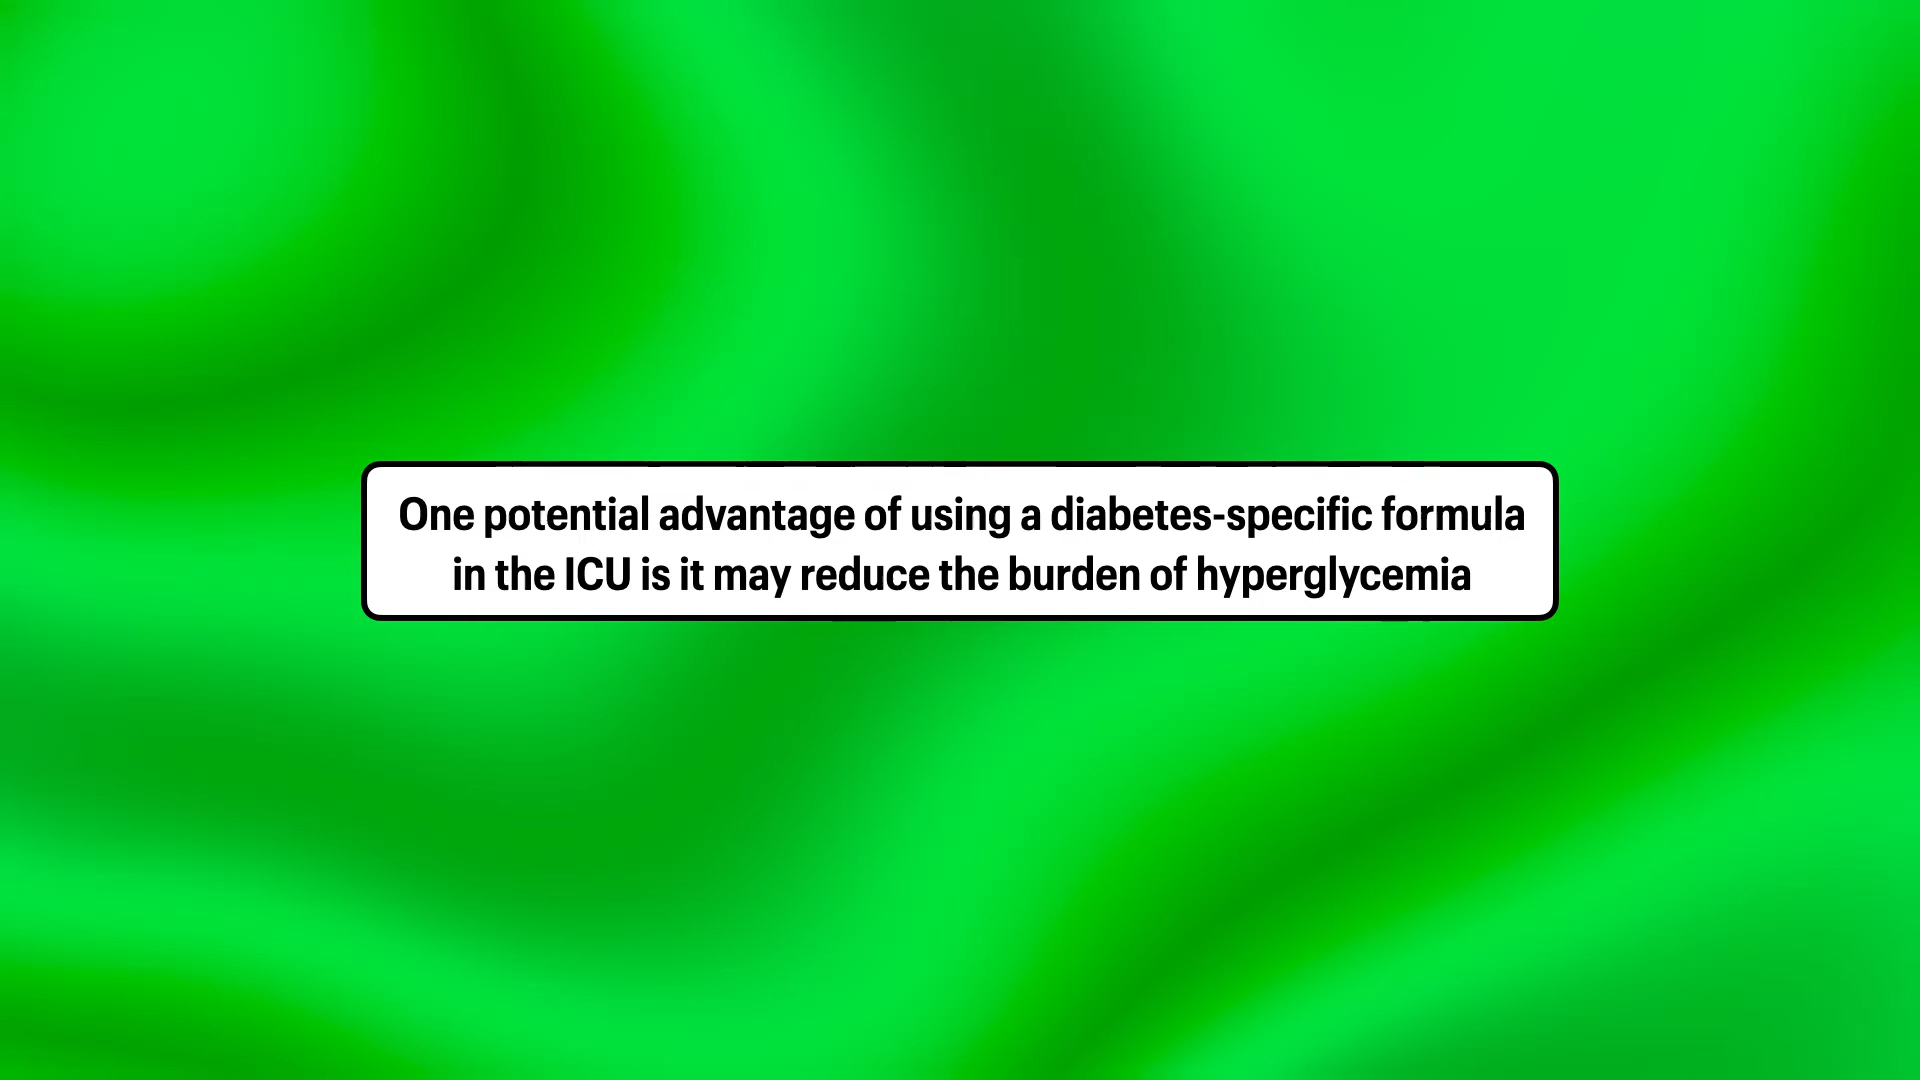 One potential advantage of using a diabetes-specific formula
in the ICU is it may reduce the burden of hyperglycemia